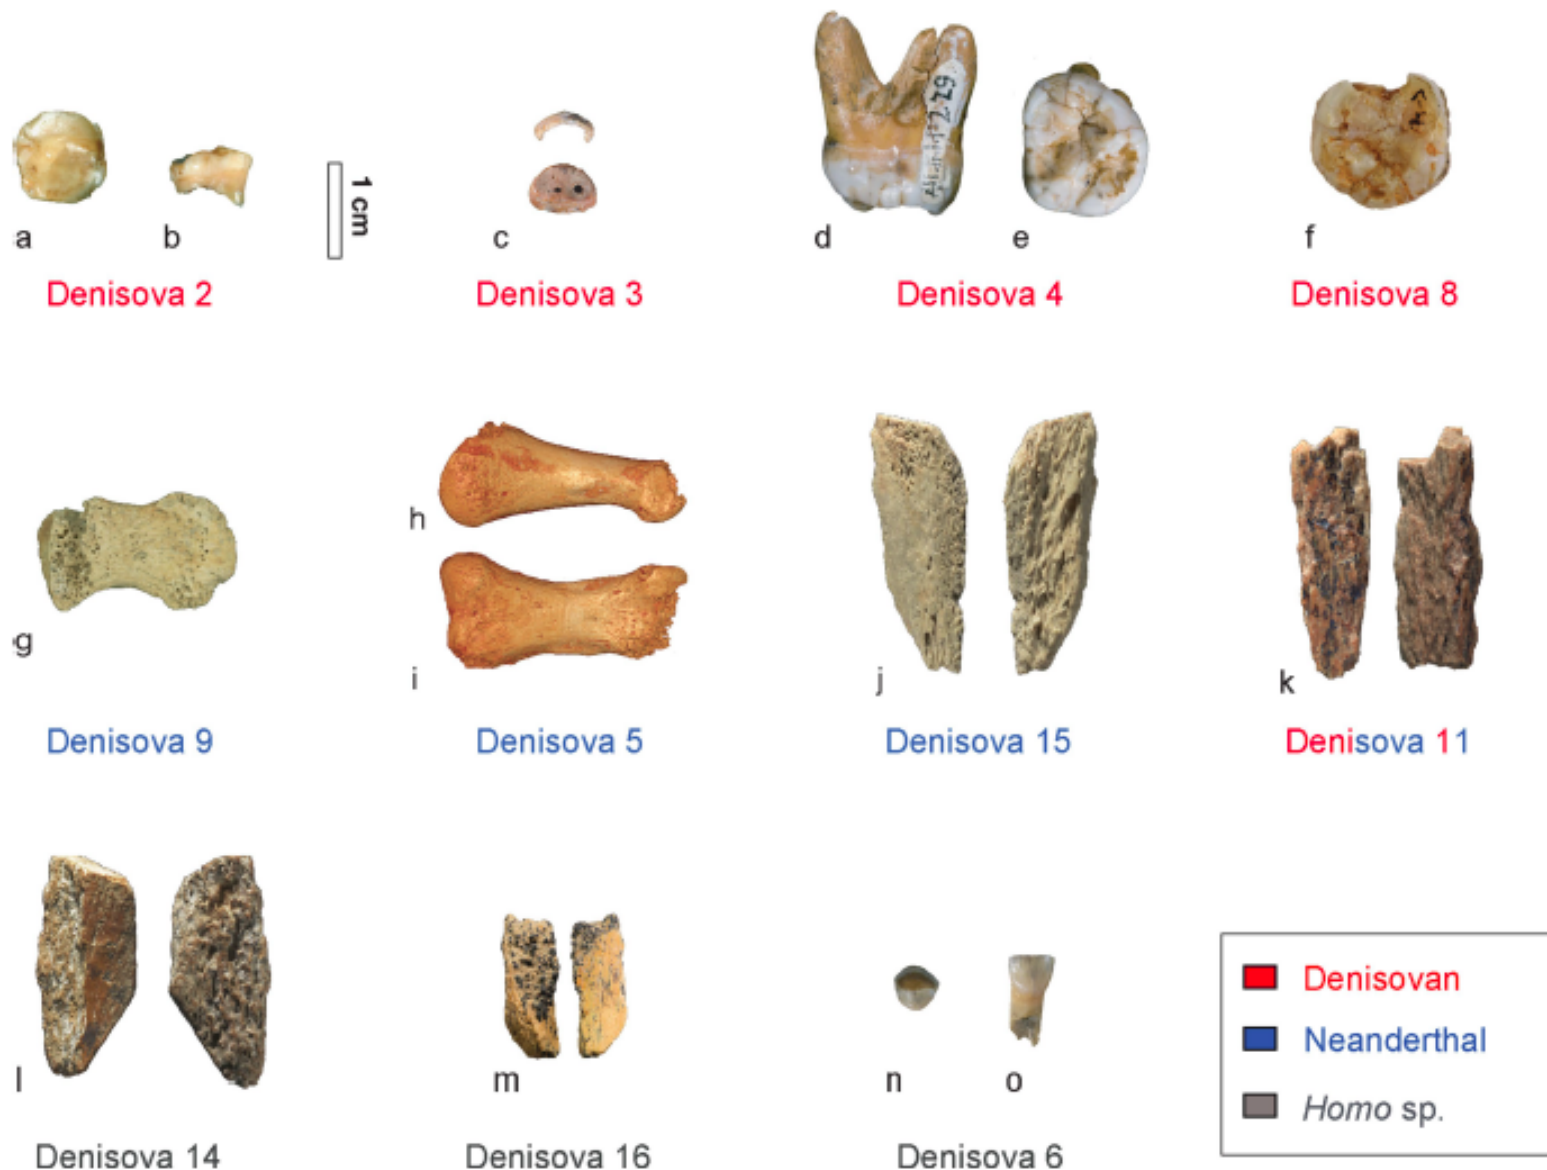 1 cm
a
b
c
d
e
f
Denisova 2
Denisova 3
Denisova 4
Denisova 8
g
h
i
j
k
Denisova 9
Denisova 5
Denisova 15
Denisova 11
l
m
n
o
Denisova 14
Denisova 16
Denisova 6
Denisovan
Neanderthal
Homo sp.